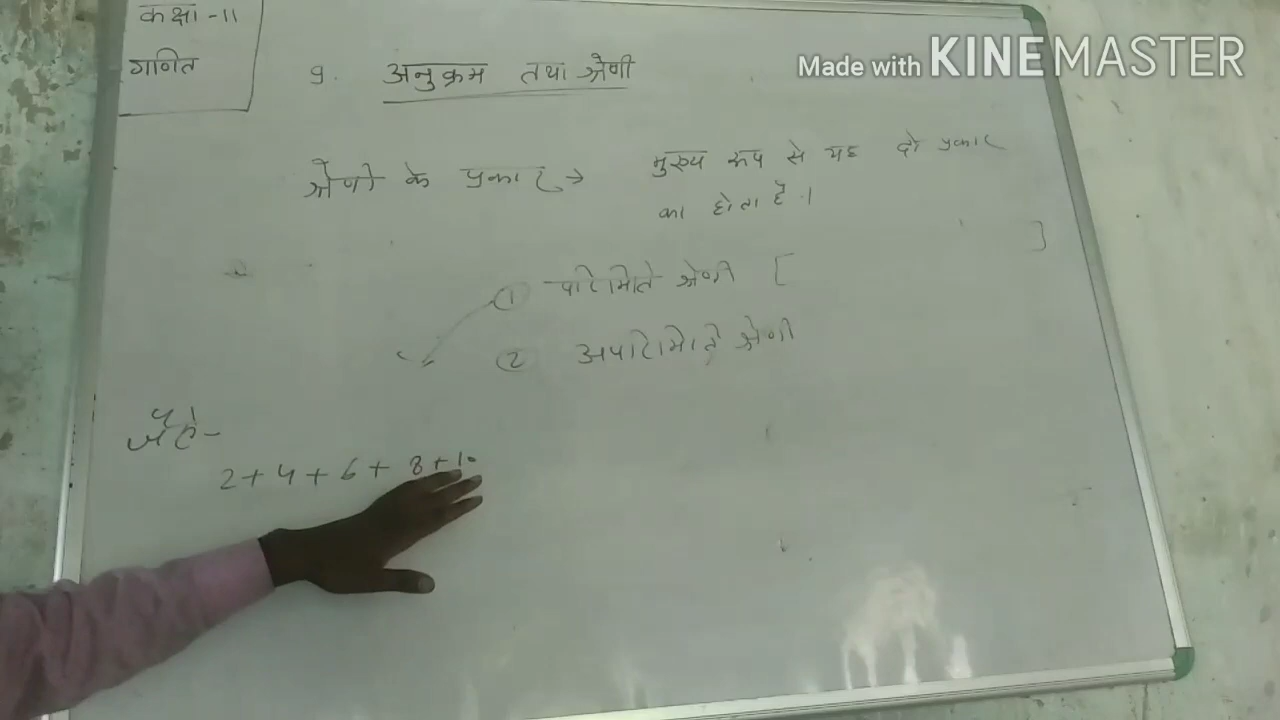 कक्षा - 11
गणित
9. अनुक्रम तथा श्रेणी
Made with KINEMASTER
श्रेणी के प्रकार → मुख्य रूप से यह दो प्रकार
का होता है ।
① परिमित श्रेणी [ ]
② अपरिमित श्रेणी
जैसे -
2 + 4 + 6 + 8 + 10